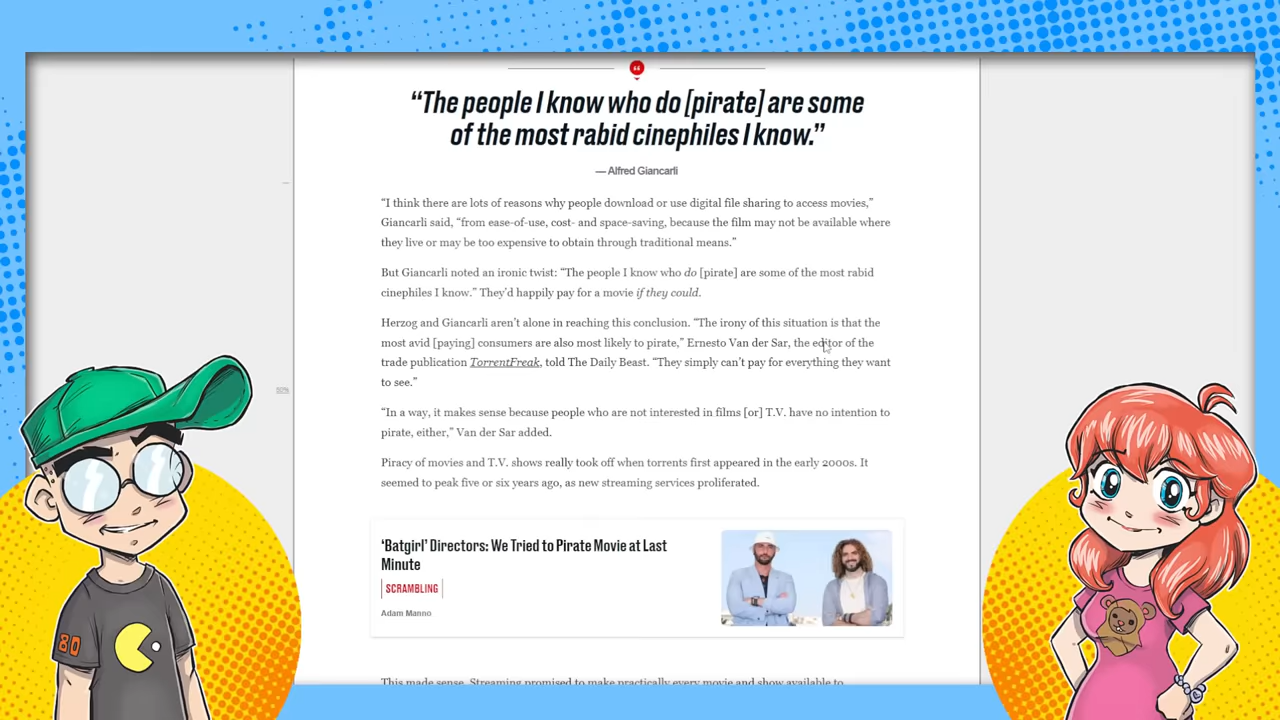 “The people I know who do [pirate] are some
of the most rabid cinephiles I know.”
— Alfred Giancarli
“I think there are lots of reasons why people download or use digital file sharing to access movies,”
Giancarli said, “from ease-of-use, cost- and space-saving, because the film may not be available where
they live or may be too expensive to obtain through traditional means.”
But Giancarli noted an ironic twist: “The people I know who do [pirate] are some of the most rabid
cinephiles I know.” They’d happily pay for a movie if they could.
Herzog and Giancarli aren’t alone in reaching this conclusion. “The irony of this situation is that the
most avid [paying] consumers are also most likely to pirate,” Ernesto Van der Sar, the editor of the
trade publication TorrentFreak, told The Daily Beast. “They simply can’t pay for everything they want
to see.”
“In a way, it makes sense because people who are not interested in films [or] T.V. have no intention to
pirate, either,” Van der Sar added.
Piracy of movies and T.V. shows really took off when torrents first appeared in the early 2000s. It
seemed to peak five or six years ago, as new streaming services proliferated.
‘Batgirl’ Directors: We Tried to Pirate Movie at Last
Minute
SCRAMBLING
Adam Manno
This made sense. Streaming promised to make practically every movie and show available to
80